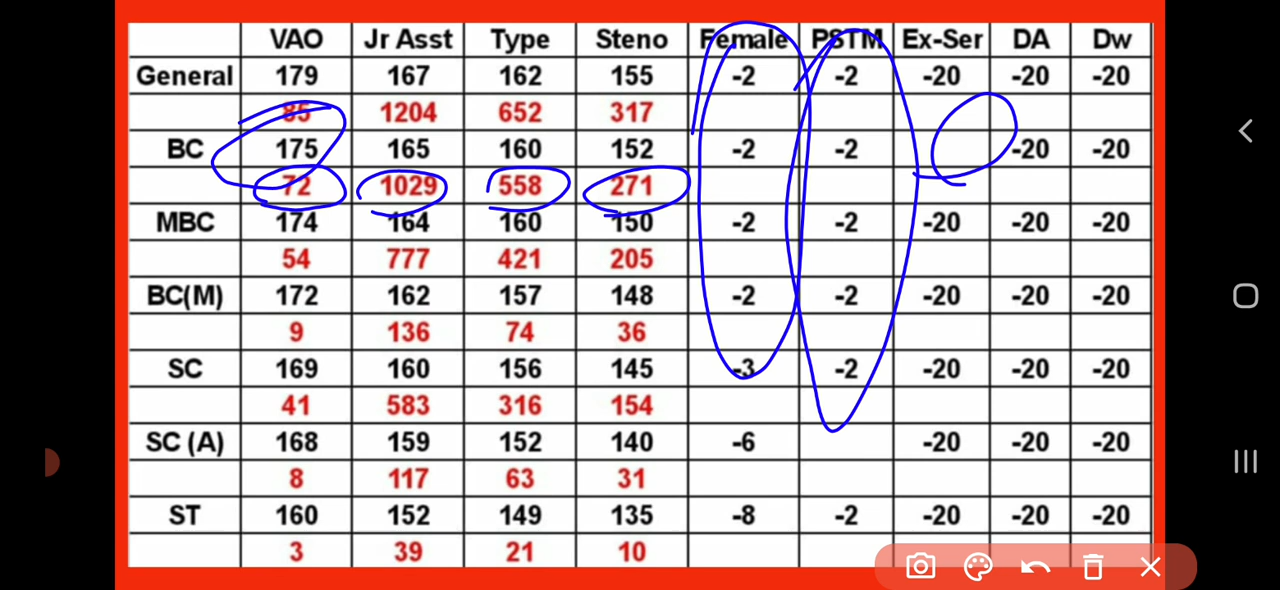 VAO Jr Asst Type Steno Female PSTM Ex-Ser DA Dw
General 179 167 162 155 -2 -2 -20 -20 -20
85 1204 652 317
BC 175 165 160 152 -2 -2 -20 -20
72 1029 558 271
MBC 174 164 160 150 -2 -2 -20 -20 -20
54 777 421 205
BC(M) 172 162 157 148 -2 -2 -20 -20 -20
9 136 74 36
SC 169 160 156 145 -3 -2 -20 -20 -20
41 583 316 154
SC (A) 168 159 152 140 -6 -20 -20 -20
8 117 63 31
ST 160 152 149 135 -8 -2 -20 -20 -20
3 39 21 10